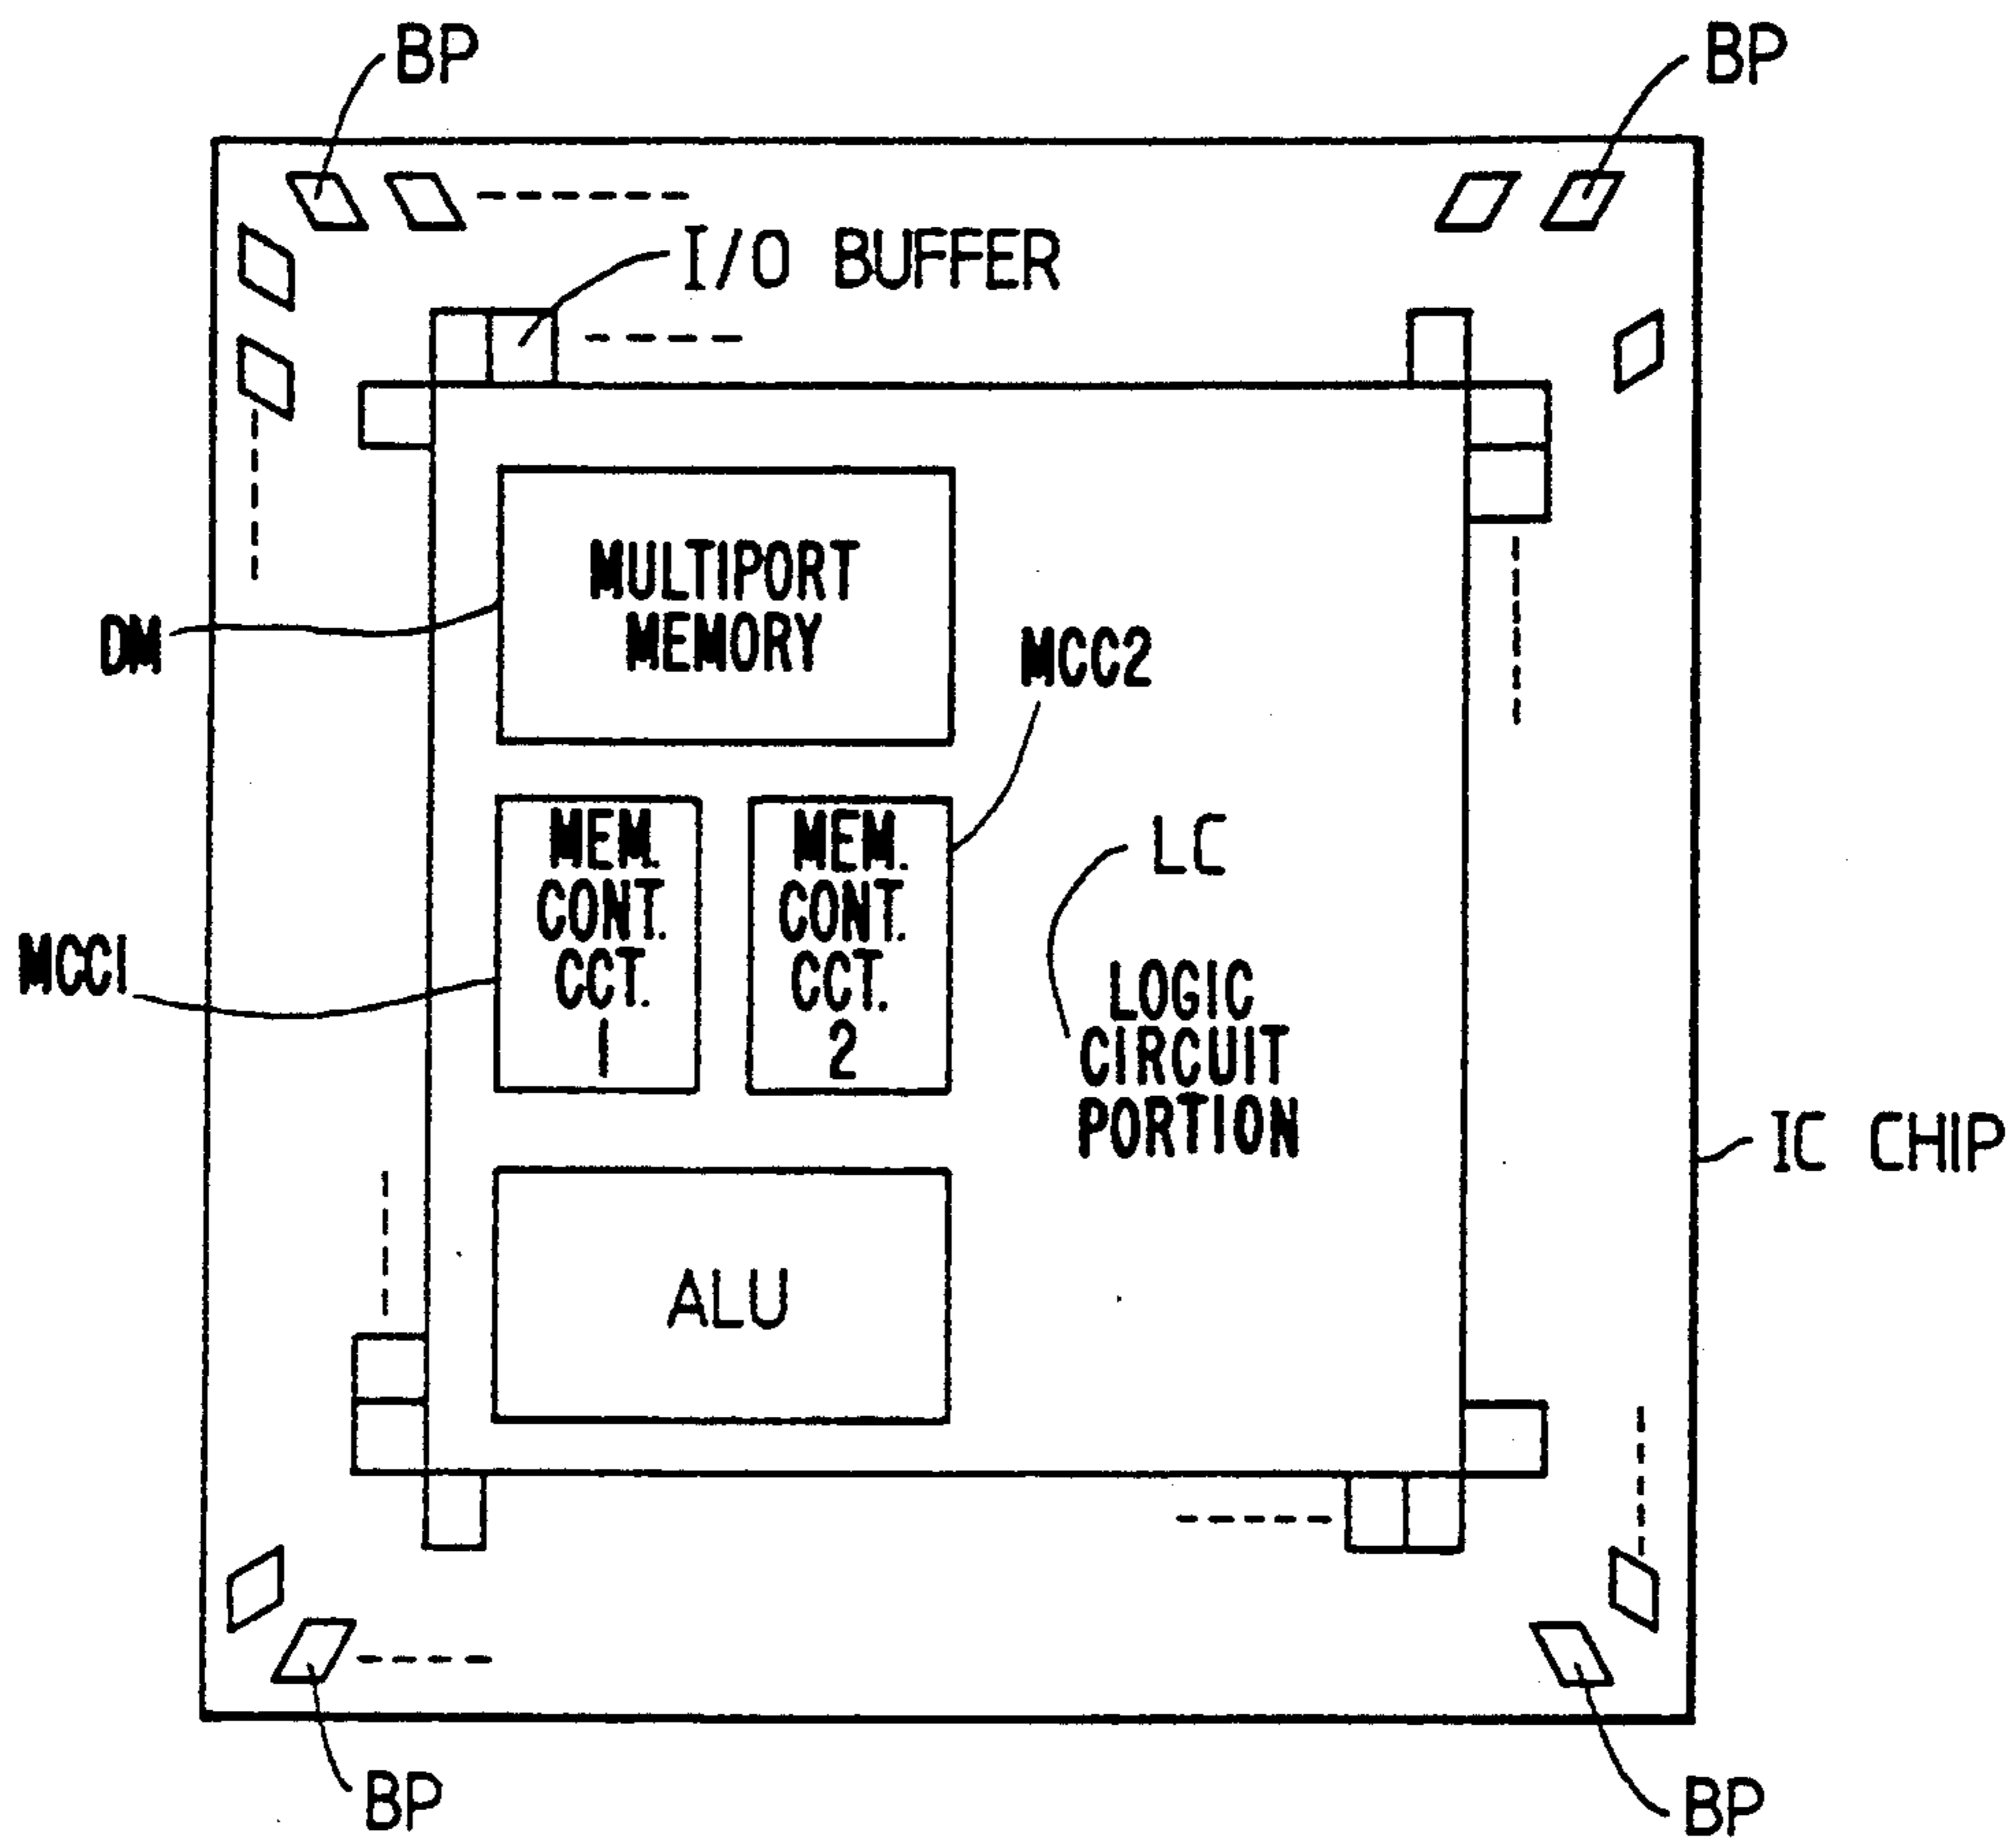 BP
BP
I/O BUFFER
MULTIPORT
MEMORY
DM
MCC2
MEM.
CONT.
CCT.
1
MEM.
CONT.
CCT.
2
LC
MCC1
LOGIC
CIRCUIT
PORTION
IC CHIP
ALU
BP
BP